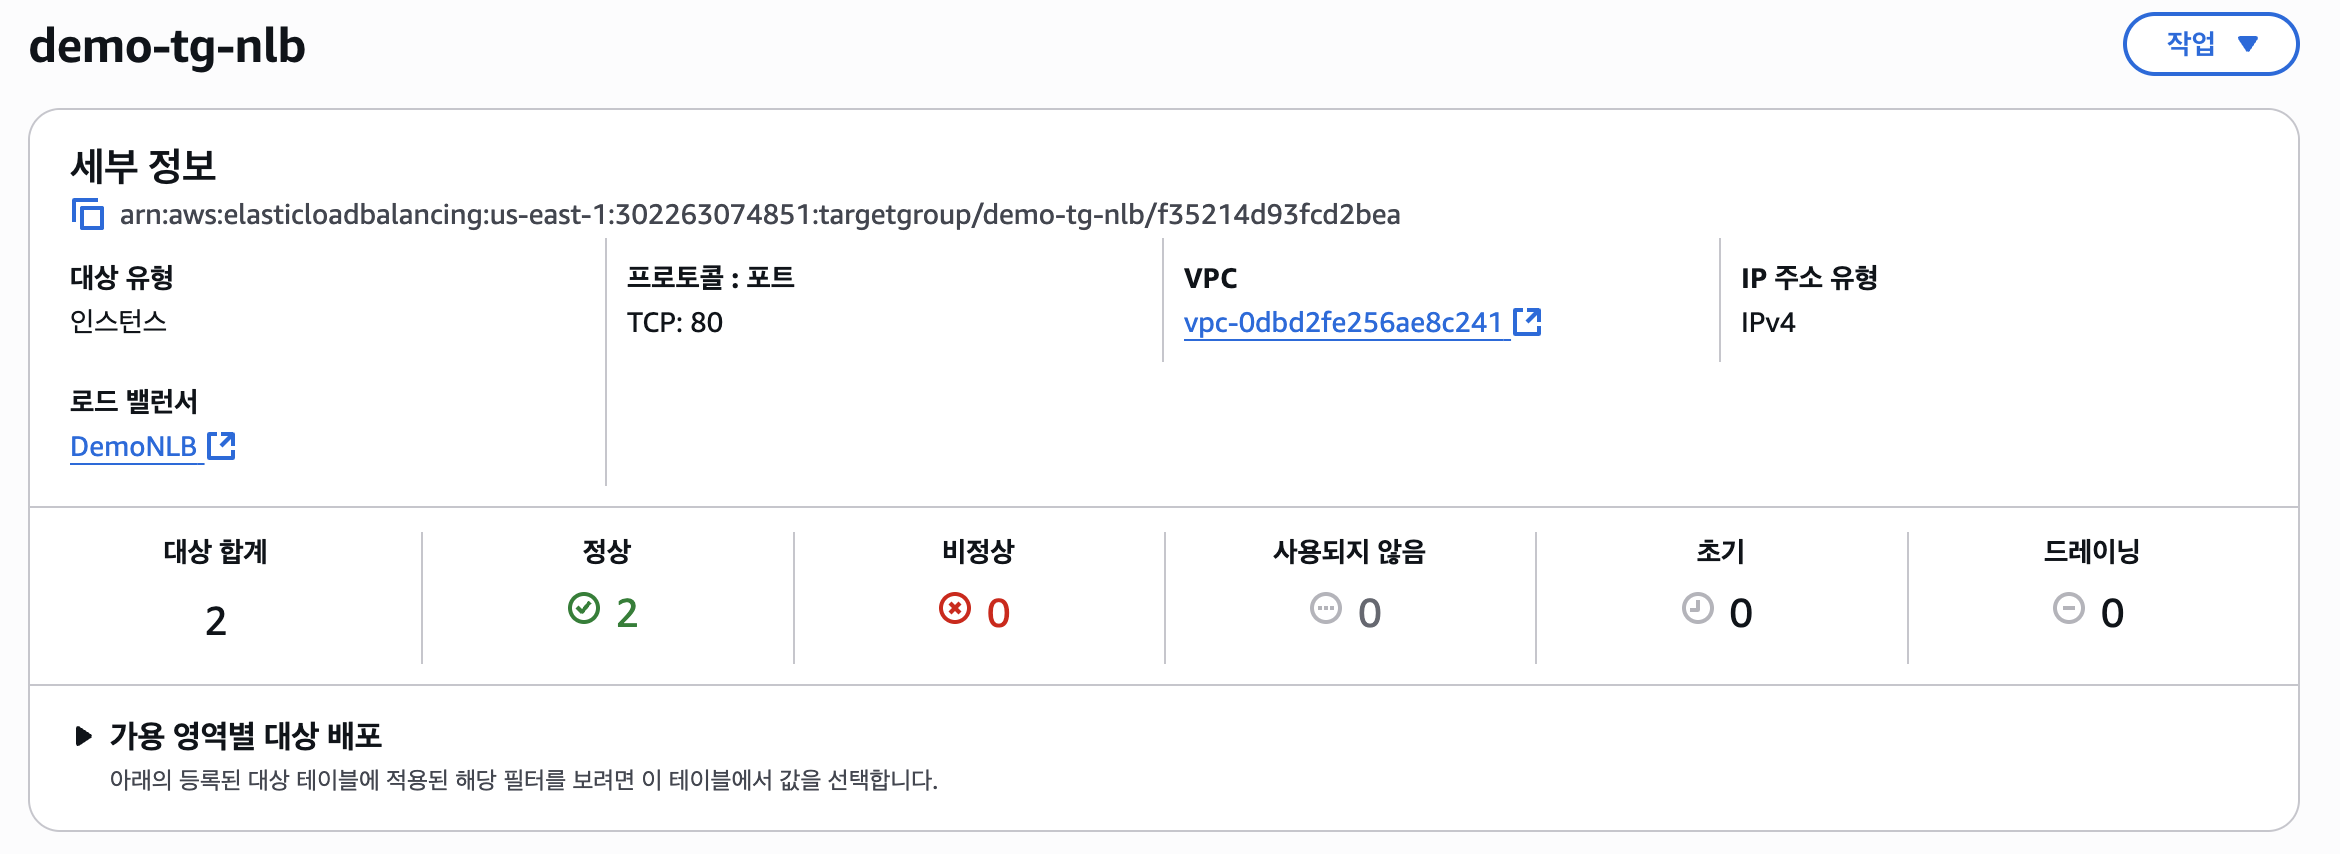 demo-tg-nlb
작업
세부 정보
arn:aws:elasticloadbalancing:us-east-1:302263074851:targetgroup/demo-tg-nlb/f35214d93fcd2bea
대상 유형
인스턴스
프로토콜 : 포트
TCP: 80
VPC
vpc-0dbd2fe256ae8c241
IP 주소 유형
IPv4
로드 밸런서
DemoNLB
대상 합계
2
정상
2
비정상
0
사용되지 않음
0
초기
0
드레이닝
0
가용 영역별 대상 배포
아래의 등록된 대상 테이블에 적용된 해당 필터를 보려면 이 테이블에서 값을 선택합니다.